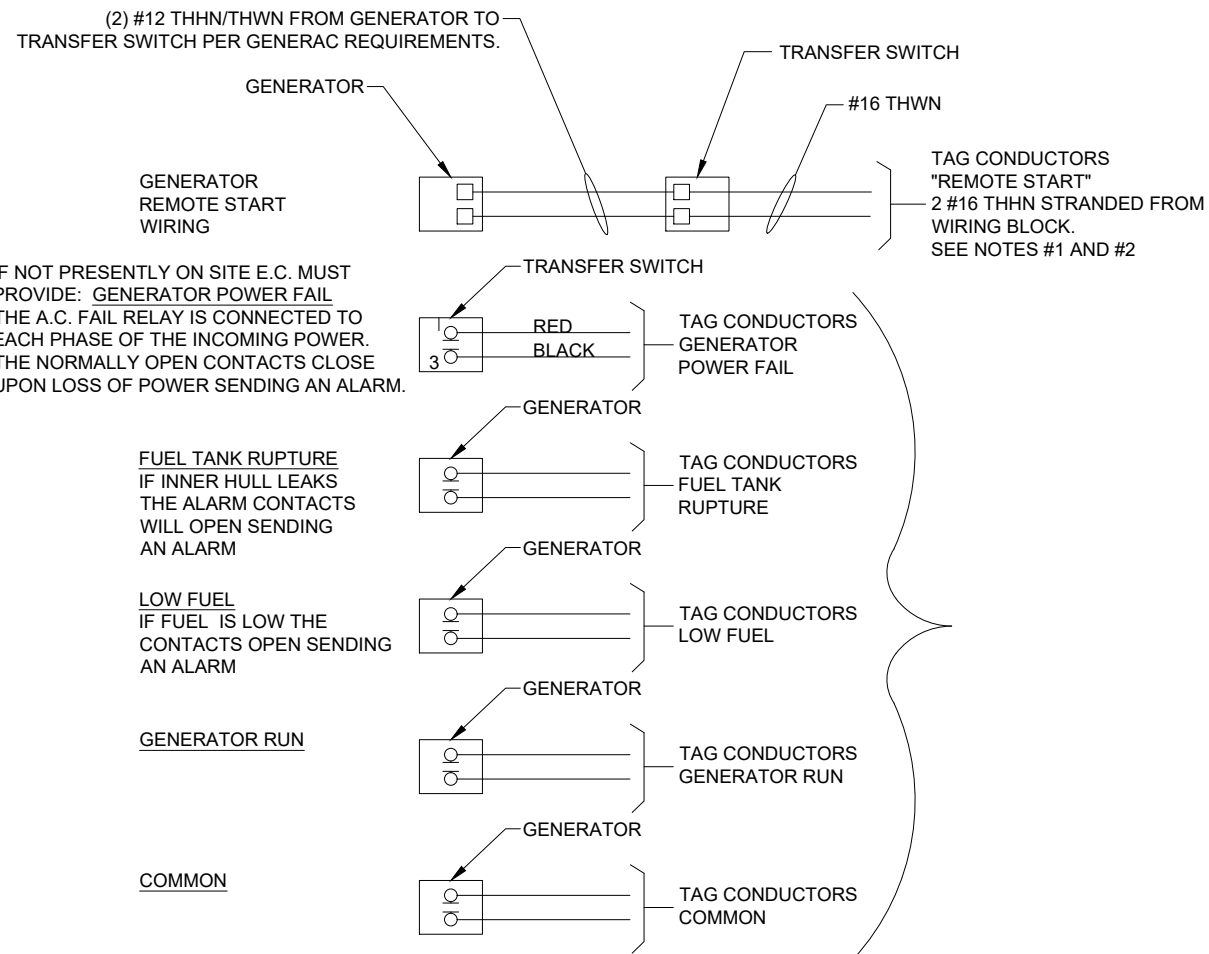 (2) #12 THHN/THWN FROM GENERATOR TO
TRANSFER SWITCH PER GENERAC REQUIREMENTS.
TRANSFER SWITCH
GENERATOR
#16 THWN
GENERATOR
REMOTE START
WIRING
TAG CONDUCTORS
"REMOTE START"
2 #16 THHN STRANDED FROM
WIRING BLOCK.
SEE NOTES #1 AND #2
F NOT PRESENTLY ON SITE E.C. MUST
PROVIDE: GENERATOR POWER FAIL
THE A.C. FAIL RELAY IS CONNECTED TO
EACH PHASE OF THE INCOMING POWER.
THE NORMALLY OPEN CONTACTS CLOSE
UPON LOSS OF POWER SENDING AN ALARM.
TRANSFER SWITCH
1
3
RED
BLACK
TAG CONDUCTORS
GENERATOR
POWER FAIL
GENERATOR
FUEL TANK RUPTURE
IF INNER HULL LEAKS
THE ALARM CONTACTS
WILL OPEN SENDING
AN ALARM
TAG CONDUCTORS
FUEL TANK
RUPTURE
GENERATOR
LOW FUEL
IF FUEL IS LOW THE
CONTACTS OPEN SENDING
AN ALARM
TAG CONDUCTORS
LOW FUEL
GENERATOR
GENERATOR RUN
TAG CONDUCTORS
GENERATOR RUN
GENERATOR
COMMON
TAG CONDUCTORS
COMMON